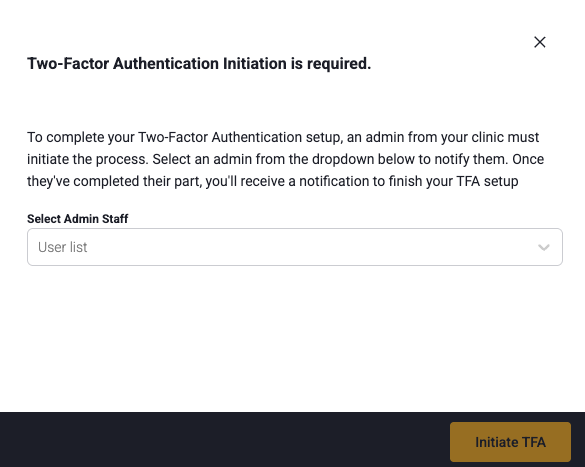 Two-Factor Authentication Initiation is required.
To complete your Two-Factor Authentication setup, an admin from your clinic must
initiate the process. Select an admin from the dropdown below to notify them. Once
they've completed their part, you'll receive a notification to finish your TFA setup
Select Admin Staff
User list
Initiate TFA